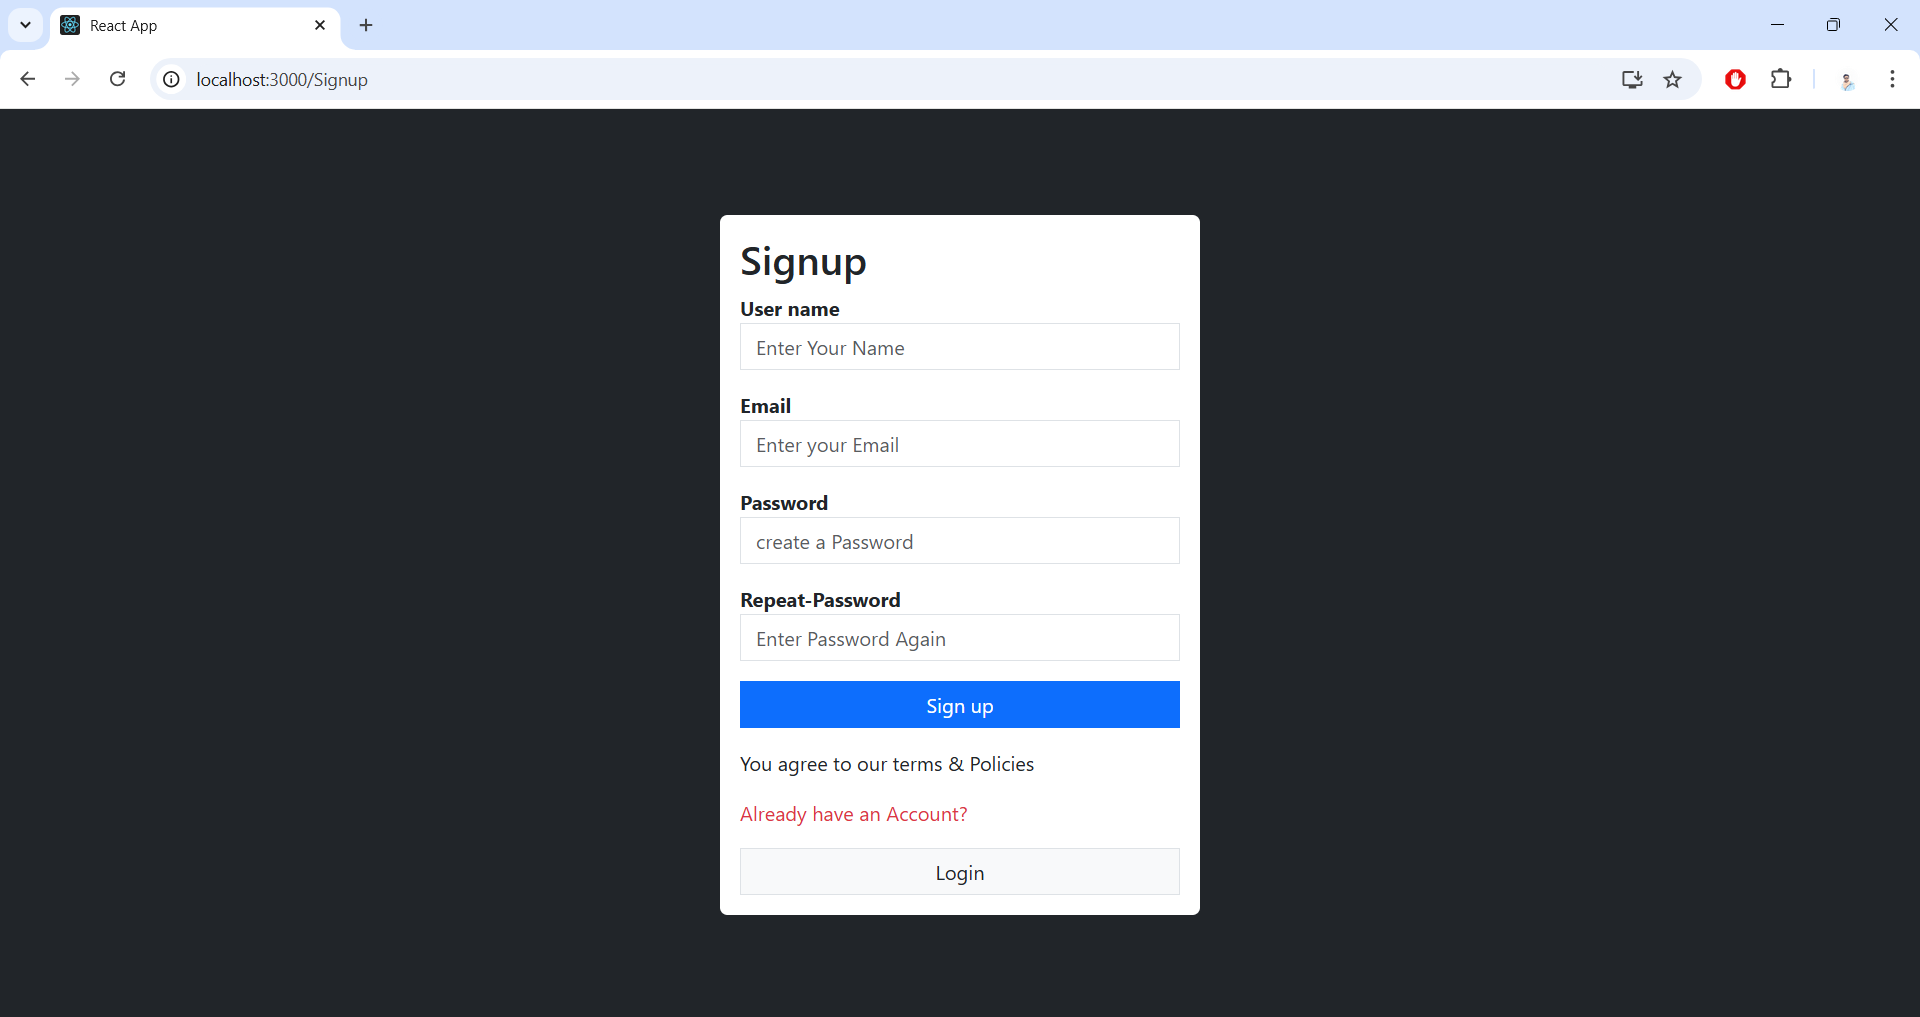 React App
localhost:3000/Signup
Signup
User name
Enter Your Name
Email
Enter your Email
Password
create a Password
Repeat-Password
Enter Password Again
Sign up
You agree to our terms & Policies
Already have an Account?
Login